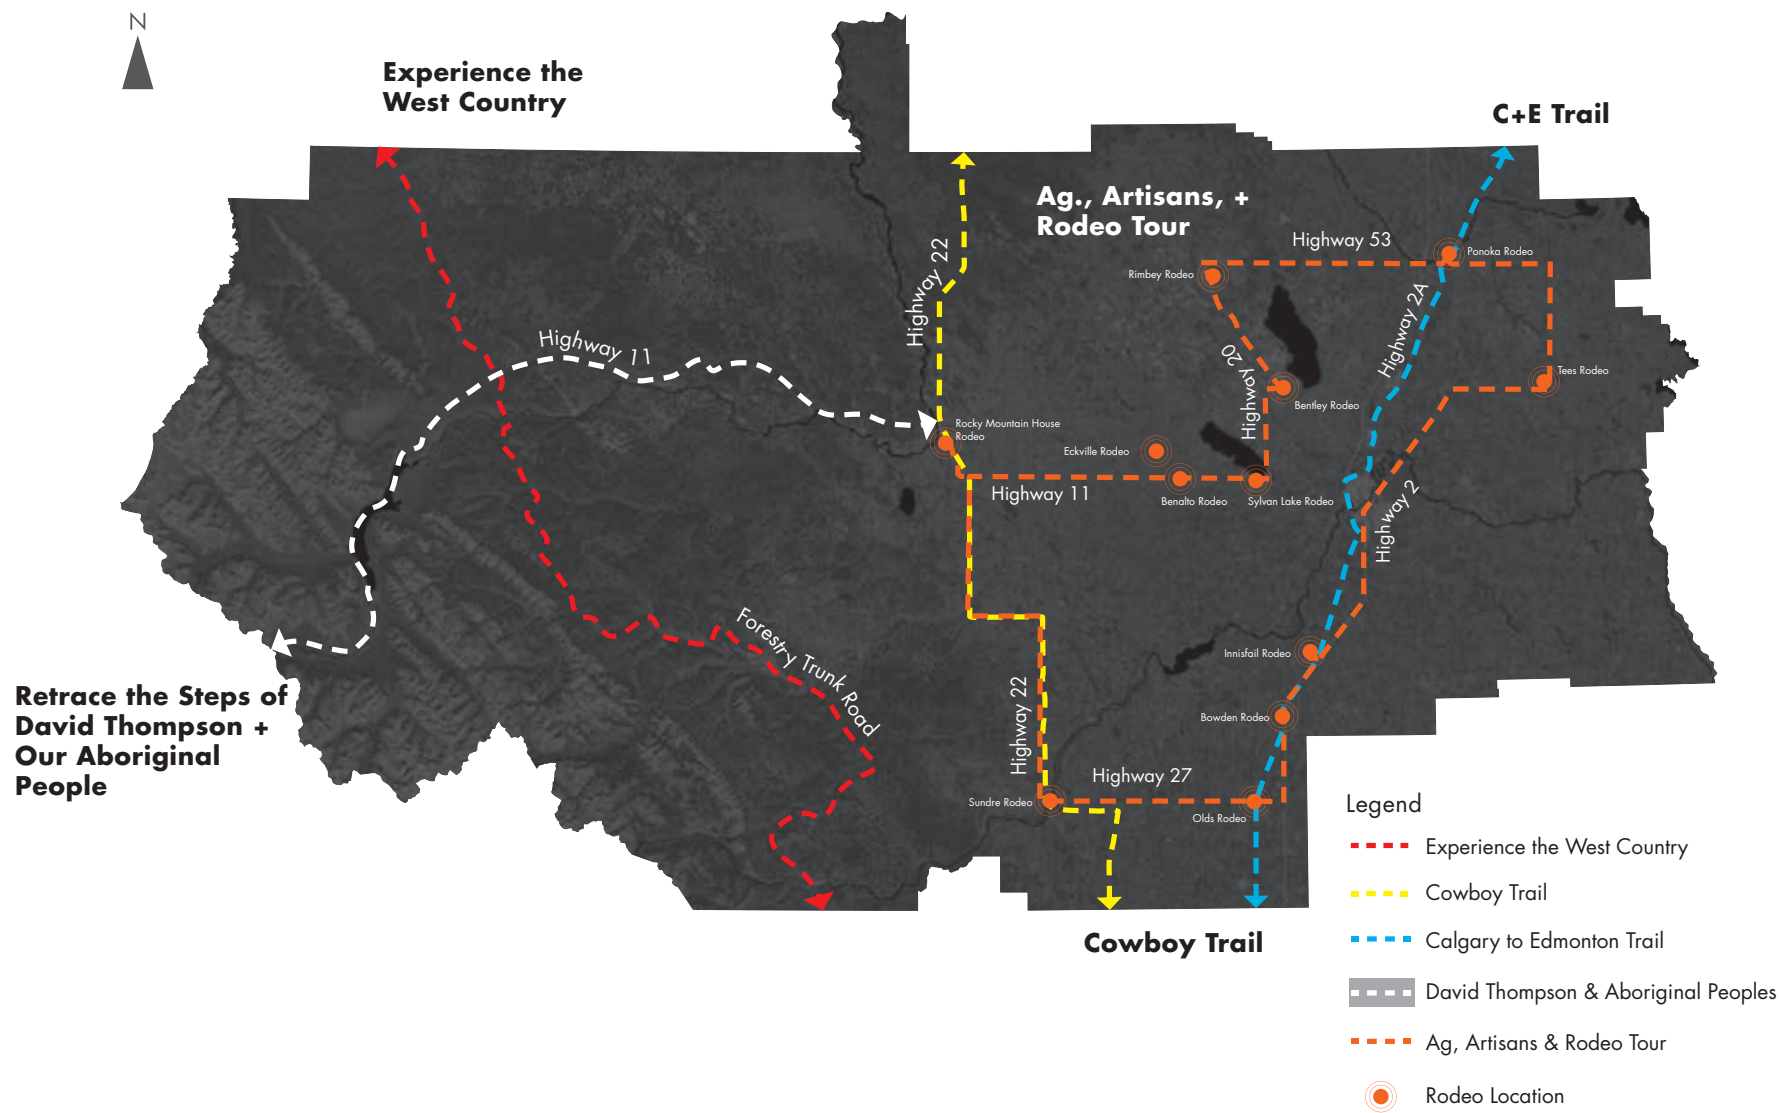 N
Experience the
West Country
C+E Trail
Ag., Artisans, +
Rodeo Tour
Highway 53
Ponoka Rodeo
Rimbey Rodeo
Highway 22
Highway 2A
Highway 11
Highway 20
Tees Rodeo
Bentley Rodeo
Rocky Mountain House
Rodeo
Eckville Rodeo
Highway 11
Benalto Rodeo
Sylvan Lake Rodeo
Highway 2
Forestry Trunk Road
Innisfail Rodeo
Retrace the Steps of
David Thompson +
Our Aboriginal
People
Highway 22
Bowden Rodeo
Highway 27
Sundre Rodeo
Olds Rodeo
Cowboy Trail
Legend
Experience the West Country
Cowboy Trail
Calgary to Edmonton Trail
David Thompson & Aboriginal Peoples
Ag, Artisans & Rodeo Tour
Rodeo Location